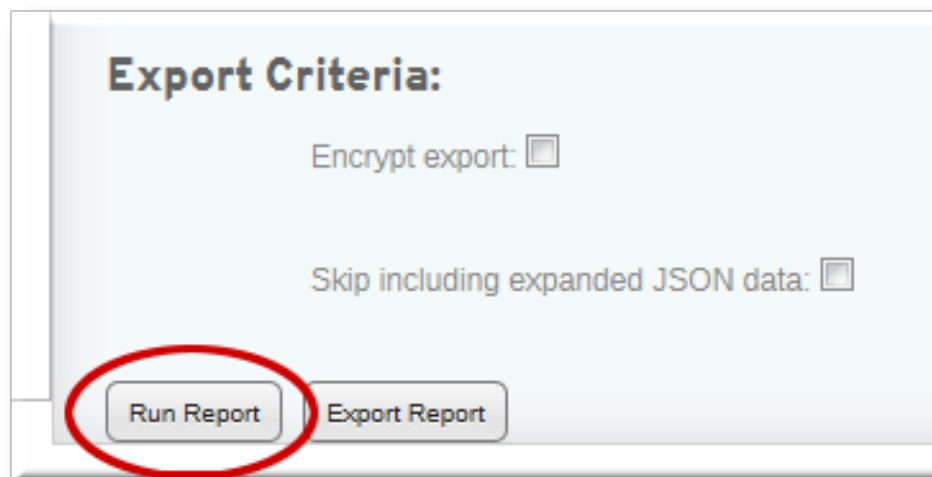 Export Criteria:
Encrypt export:
Skip including expanded JSON data:
Run Report Export Report